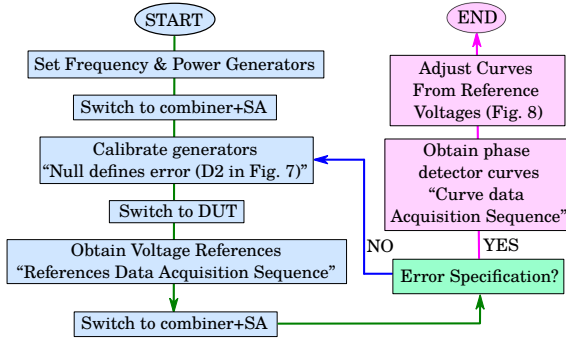 START
Set Frequency & Power Generators
Switch to combiner+SA
Calibrate generators
“Null defines error (D2 in Fig. 7)”
Switch to DUT
Obtain Voltage References
“References Data Acquisition Sequence”
Switch to combiner+SA
Error Specification?
NO
YES
Obtain phase
detector curves
“Curve data
Acquisition Sequence”
Adjust Curves
From Reference
Voltages (Fig. 8)
END